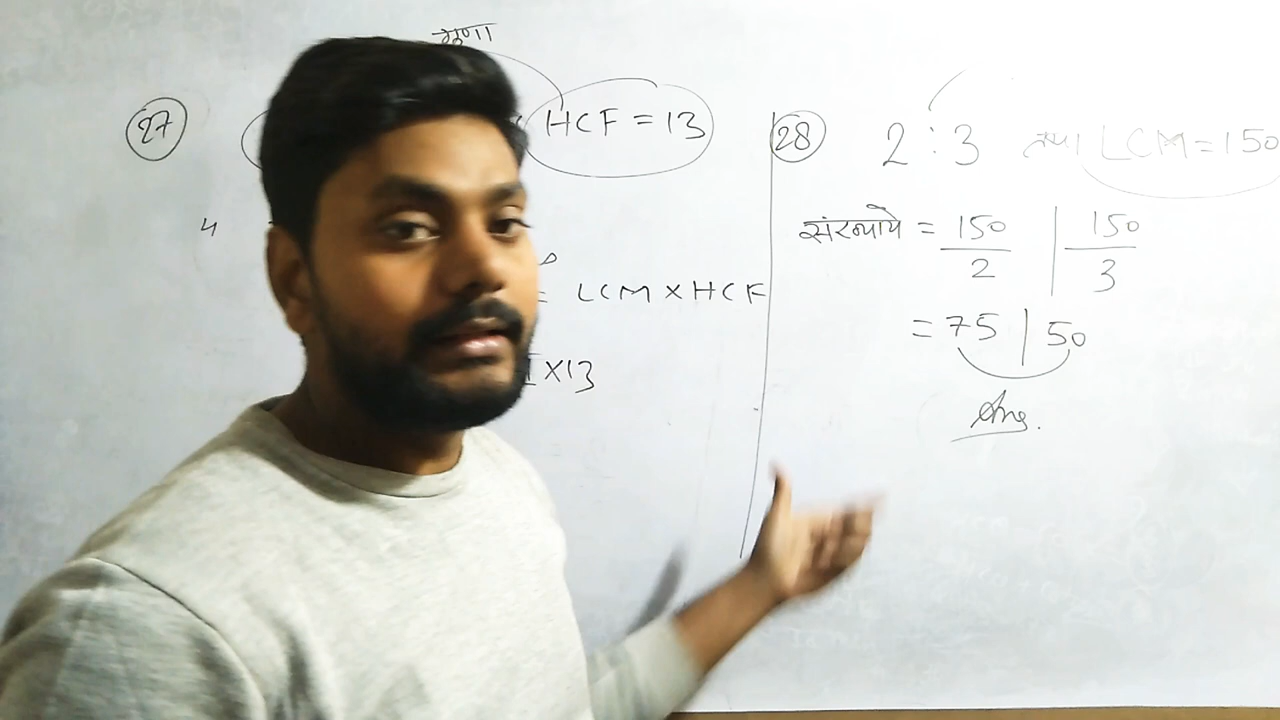 गुणा
27 HCF = 13
4
= LCM X HCF
X13
28 2 : 3 तथा LCM = 150
संख्याये = 150/2 | 150/3
= 75 | 50
Ans.